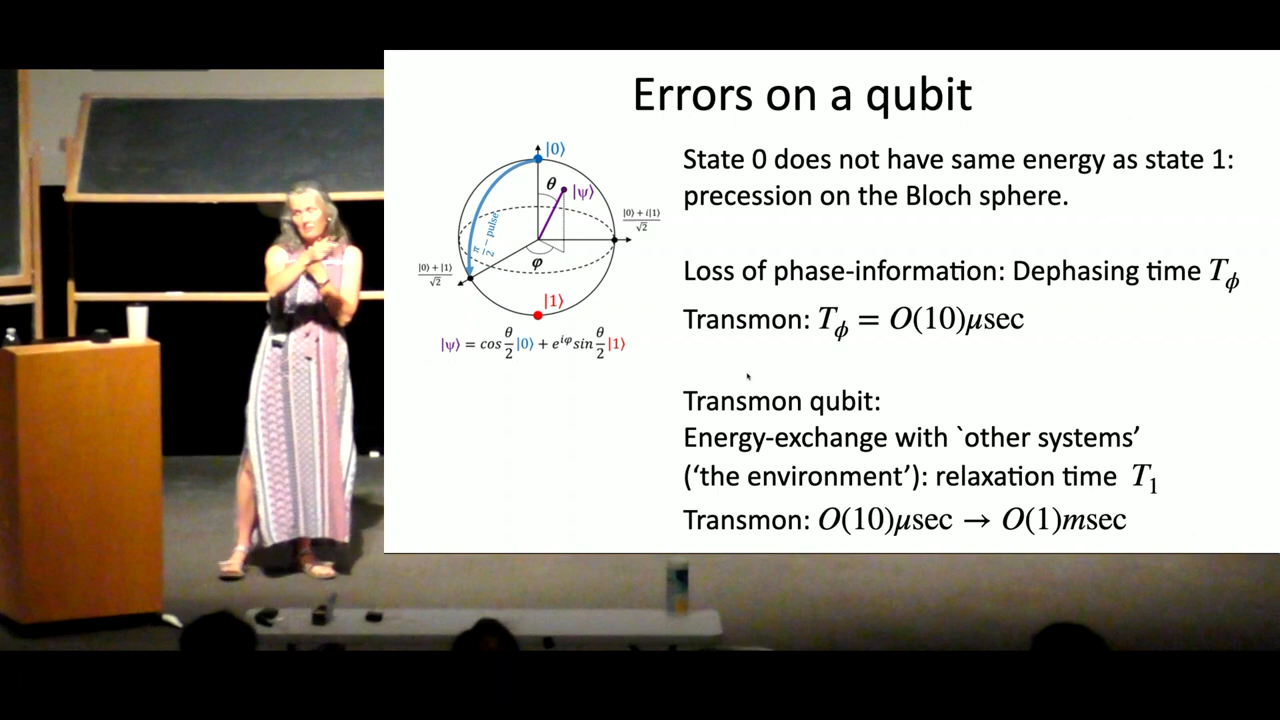 Errors on a qubit
|0⟩
θ
|ψ⟩
π/2 – pulse
|0⟩ + i|1⟩/√2
φ
|0⟩ + |1⟩/√2
|1⟩
|ψ⟩ = cos θ/2 |0⟩ + e^{iφ} sin θ/2 |1⟩
State 0 does not have same energy as state 1:
precession on the Bloch sphere.
Loss of phase-information: Dephasing time T_ϕ
Transmon: T_ϕ = O(10)μsec
Transmon qubit:
Energy-exchange with `other systems’
(‘the environment’): relaxation time T_1
Transmon: O(10)μsec → O(1)msec